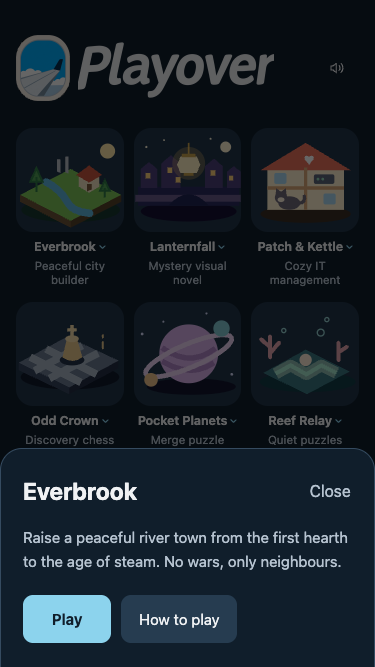 Playover
Everbrook
Lanternfall
Patch & Kettle
Peaceful city
builder
Mystery visual
novel
Cozy IT
management
Odd Crown
Pocket Planets
Reef Relay
Discovery chess
Merge puzzle
Quiet puzzles
Everbrook
Close
Raise a peaceful river town from the first hearth
to the age of steam. No wars, only neighbours.
Play
How to play